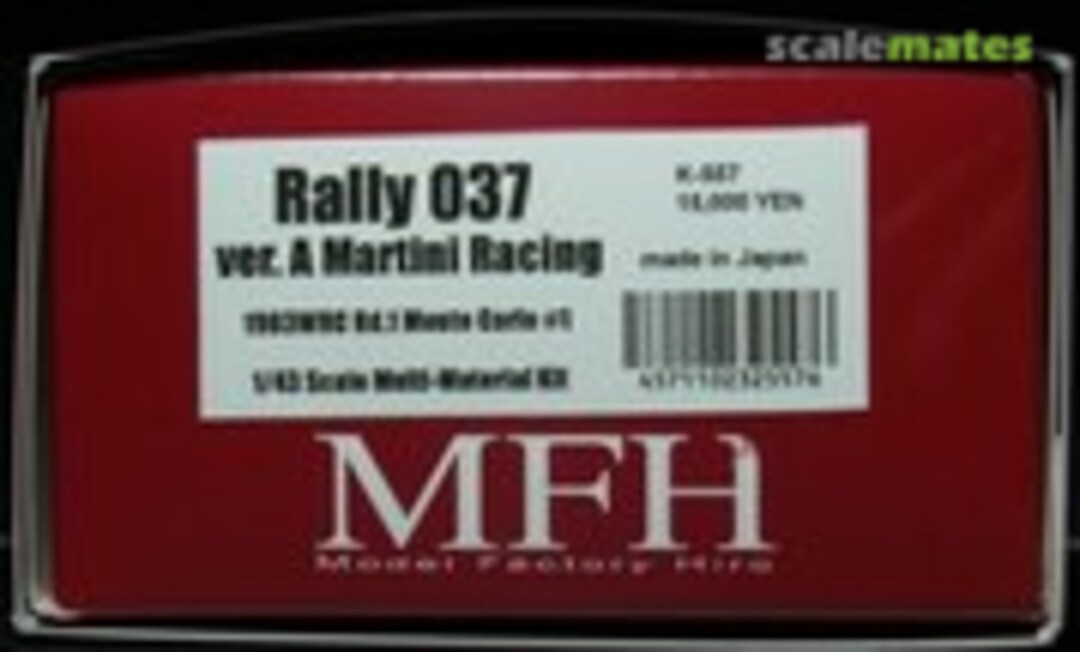 scalemates
Rally 037
ver. A Martini Racing
1983WRC Rd.1 Monte Carlo #1
1/43 Scale Multi-Material Kit
YEN
made in Japan
MFH
Model Factory Hiro